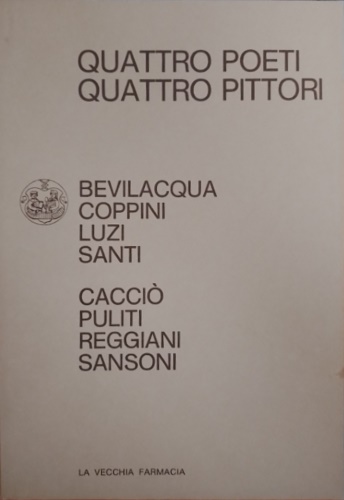 QUATTRO POETI
QUATTRO PITTORI
BEVILACQUA
COPPINI
LUZI
SANTI
CACCIÒ
PULITI
REGGIANI
SANSONI
LA VECCHIA FARMACIA